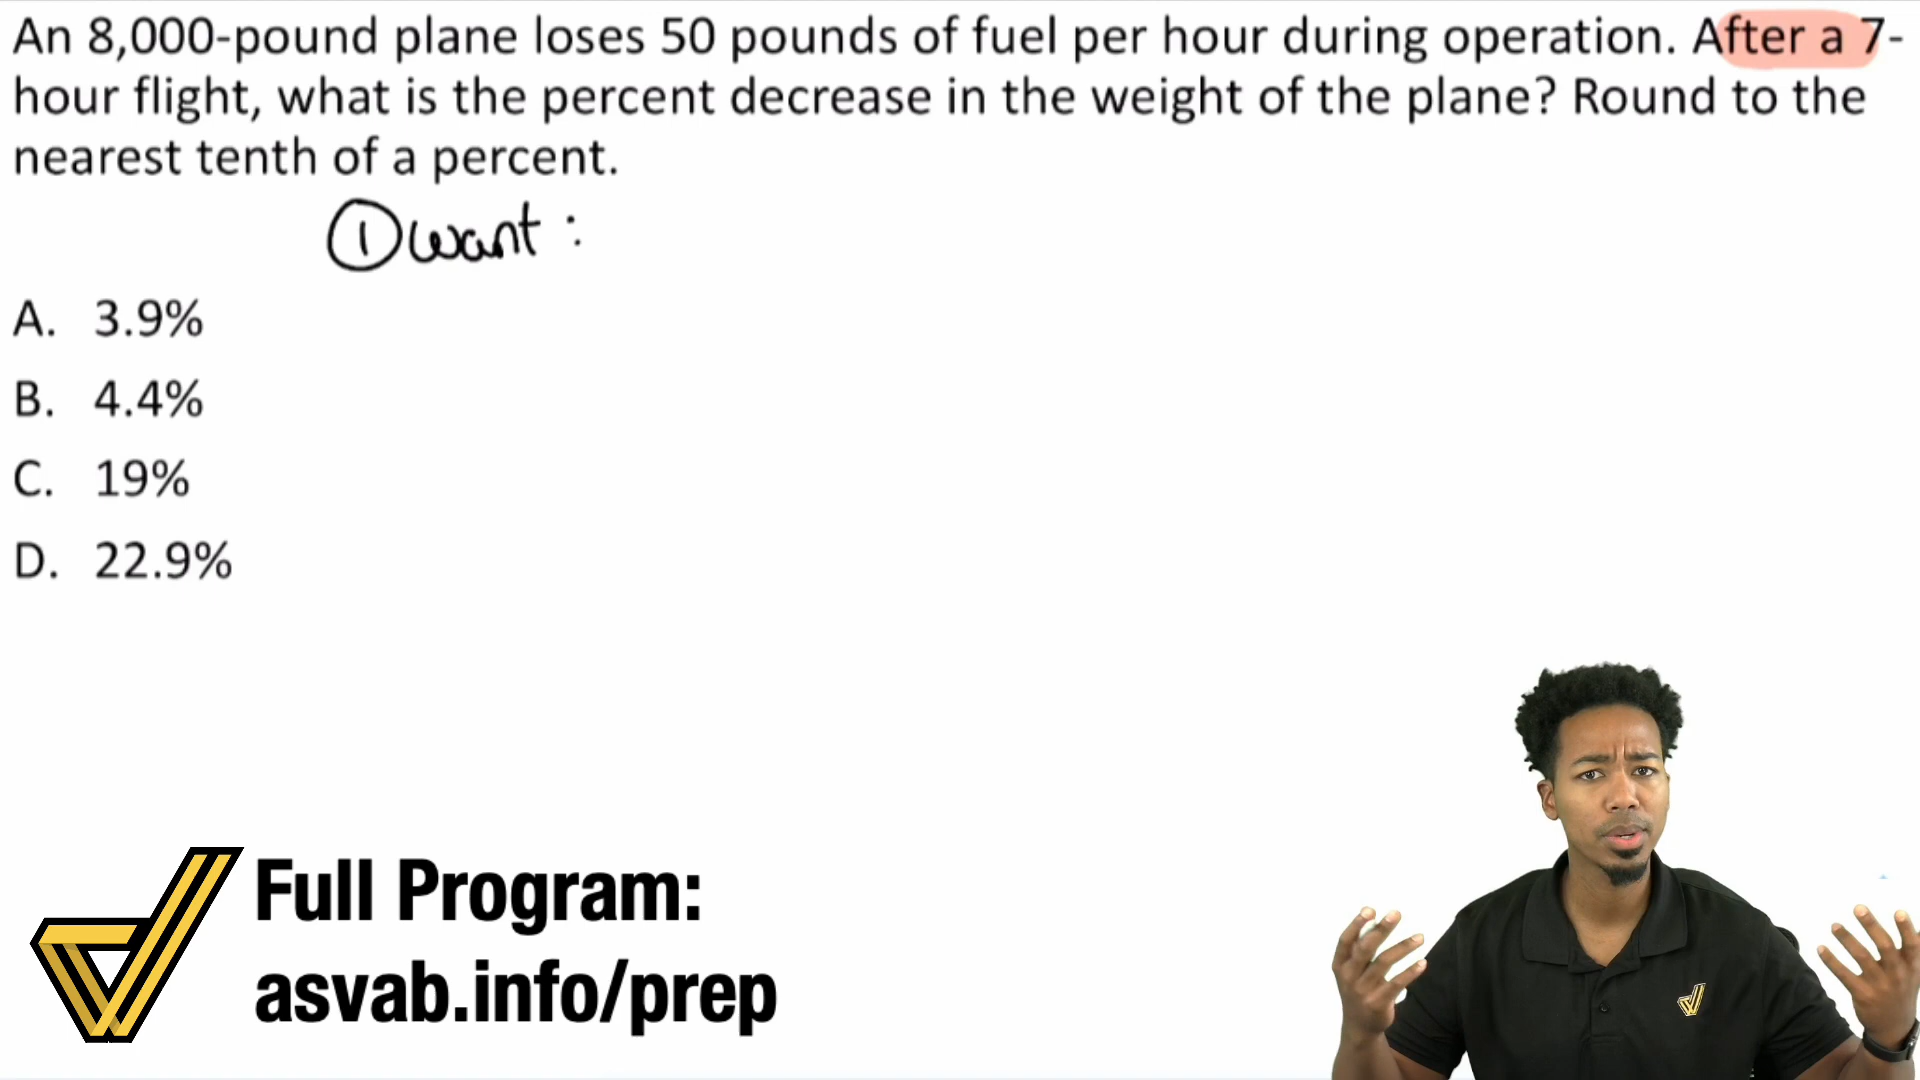 An 8,000-pound plane loses 50 pounds of fuel per hour during operation. After a 7-
hour flight, what is the percent decrease in the weight of the plane? Round to the
nearest tenth of a percent.
① want :
A. 3.9%
B. 4.4%
C. 19%
D. 22.9%
Full Program:
asvab.info/prep